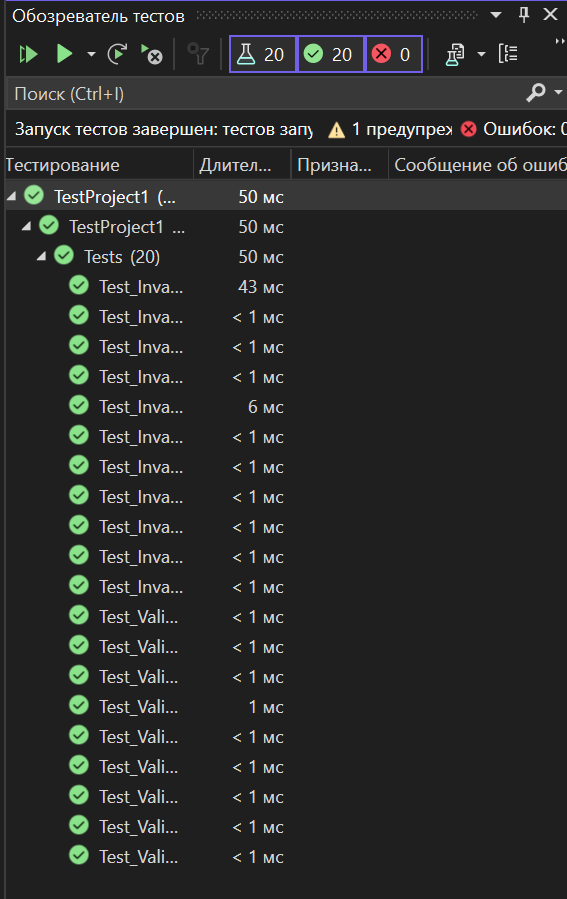 Обозреватель тестов
20 20 0
Поиск (Ctrl+I)
Запуск тестов завершен: тестов запу 1 предупреж Ошибок: 0
Тестирование Длител... Призна... Сообщение об ошиб
TestProject1 (... 50 мс
TestProject1 ... 50 мс
Tests (20) 50 мс
Test_Inva... 43 мс
Test_Inva... < 1 мс
Test_Inva... < 1 мс
Test_Inva... < 1 мс
Test_Inva... 6 мс
Test_Inva... < 1 мс
Test_Inva... < 1 мс
Test_Inva... < 1 мс
Test_Inva... < 1 мс
Test_Inva... < 1 мс
Test_Inva... < 1 мс
Test_Vali... < 1 мс
Test_Vali... < 1 мс
Test_Vali... < 1 мс
Test_Vali... 1 мс
Test_Vali... < 1 мс
Test_Vali... < 1 мс
Test_Vali... < 1 мс
Test_Vali... < 1 мс
Test_Vali... < 1 мс